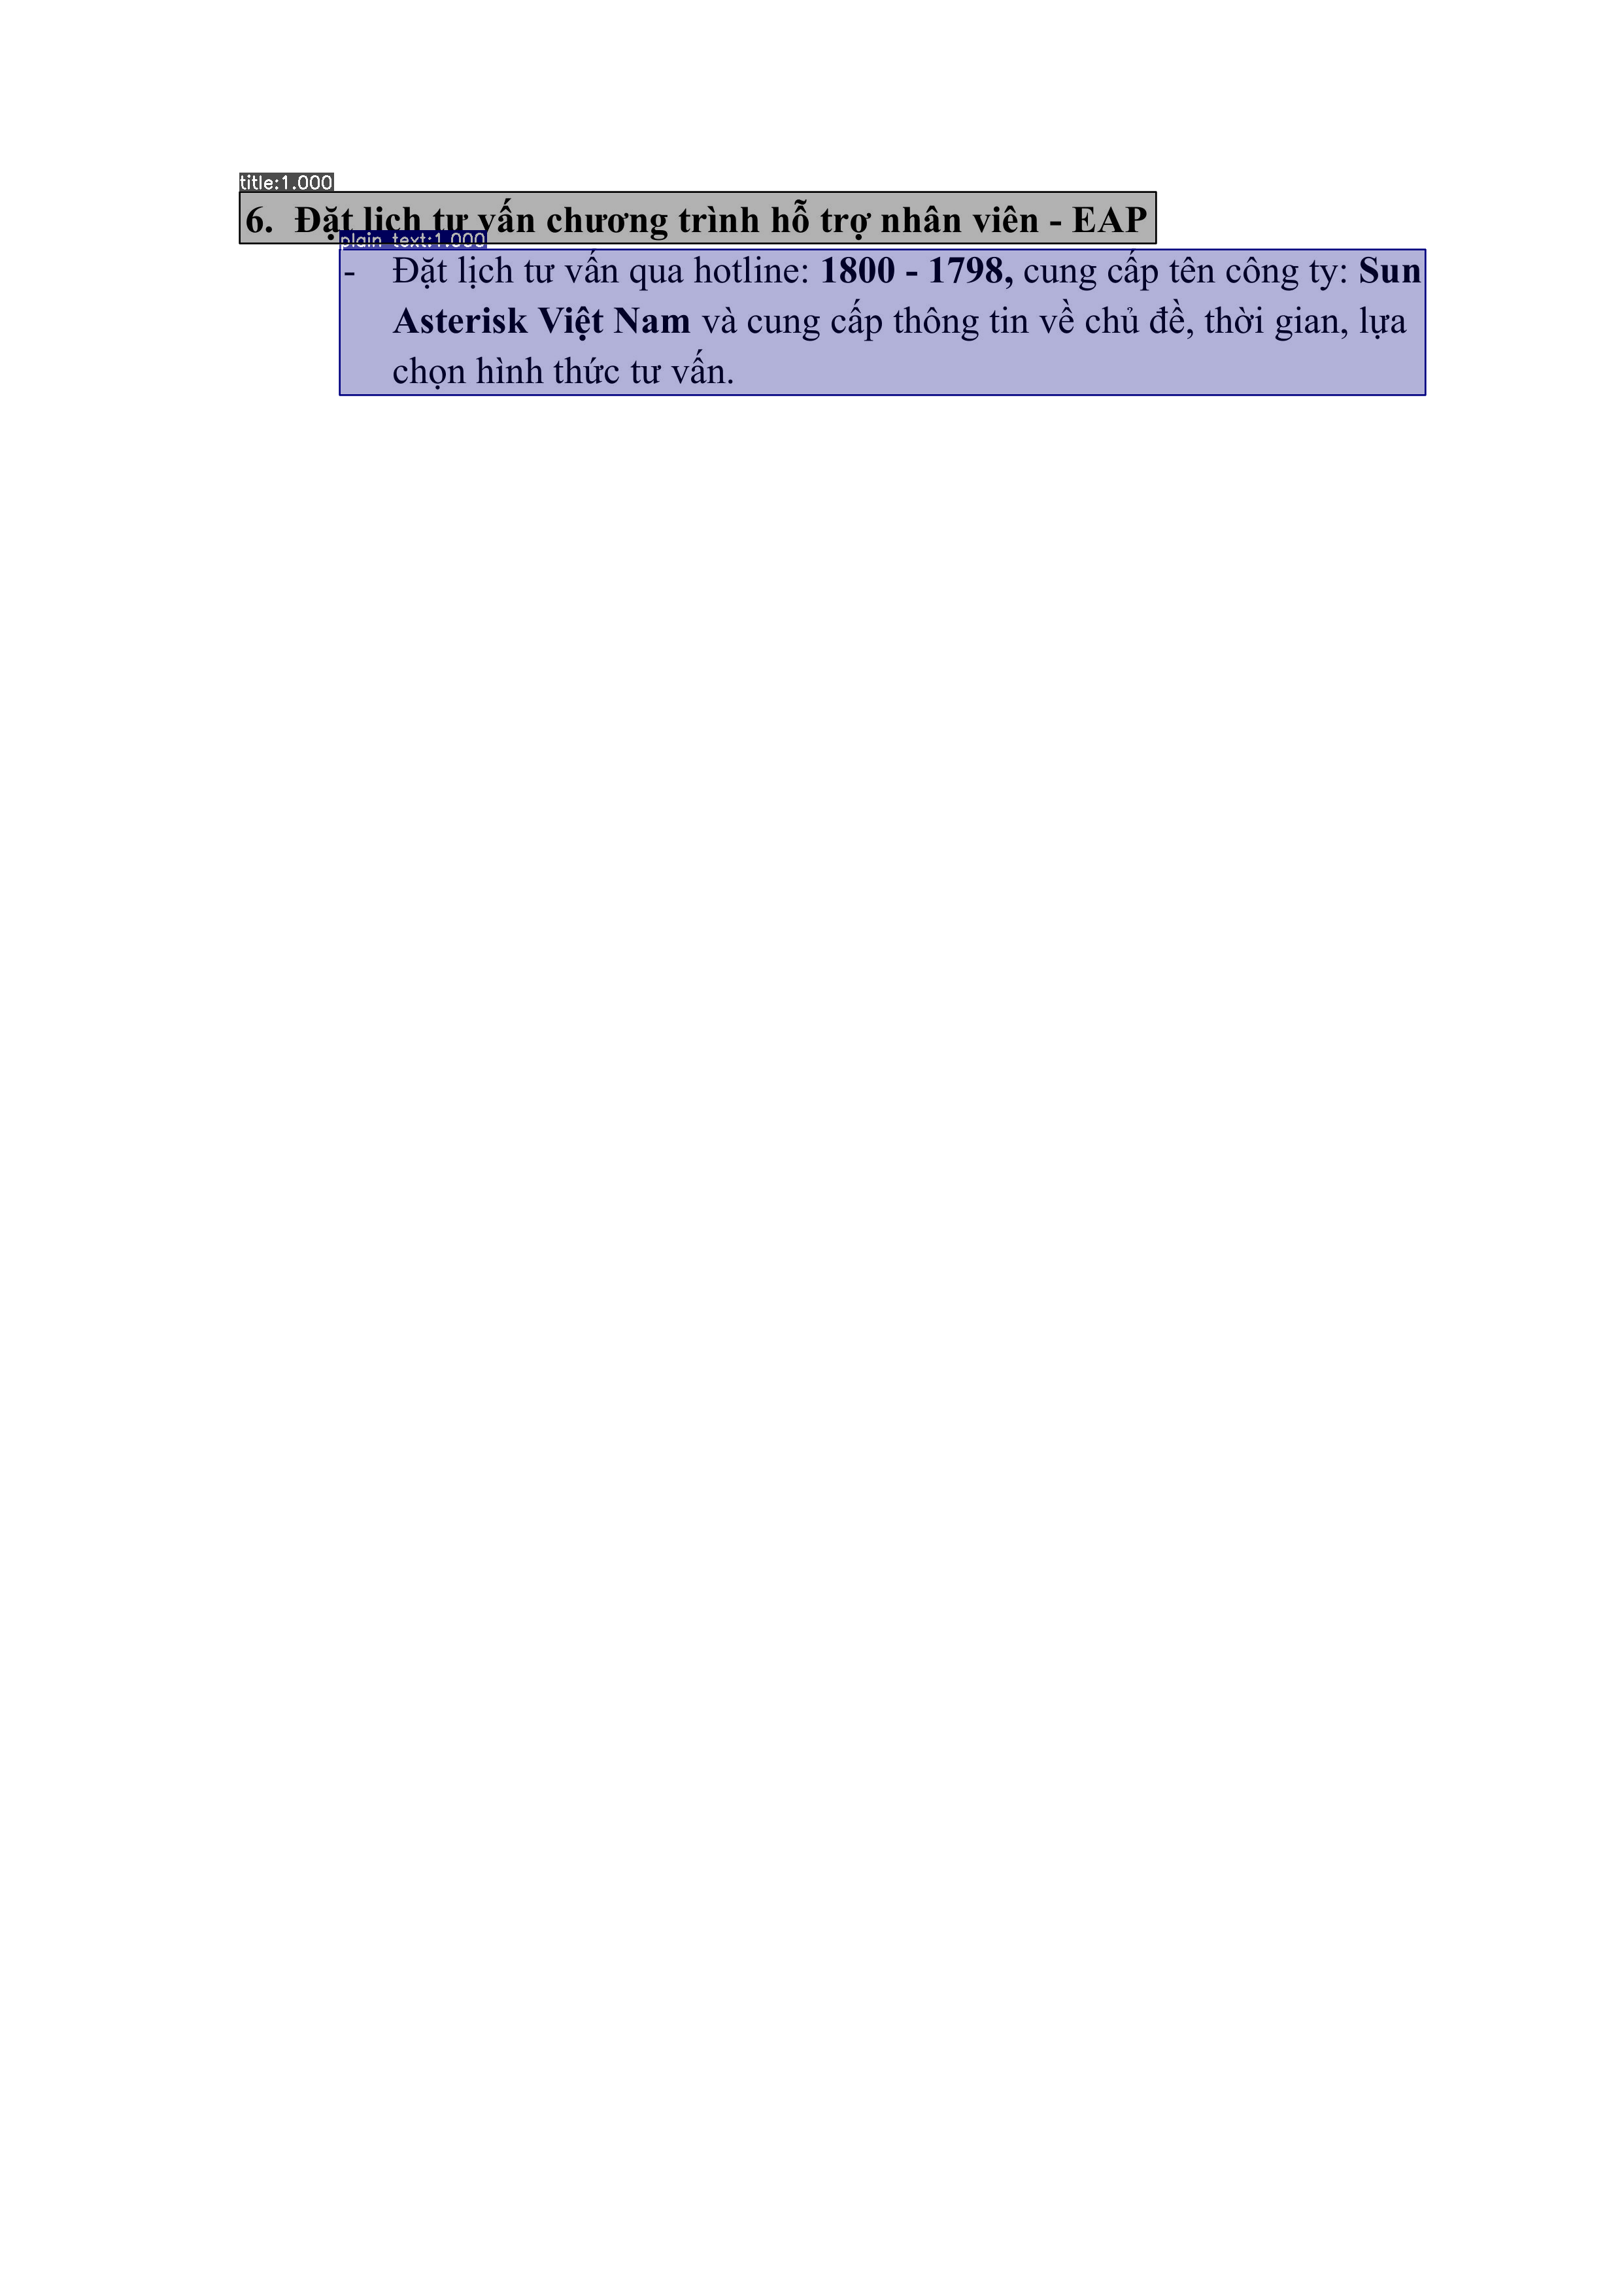 title:1.000
6. Đặt lịch tư vấn chương trình hỗ trợ nhân viên - EAP
plain_text:1.000
- Đặt lịch tư vấn qua hotline: 1800 - 1798, cung cấp tên công ty: Sun
Asterisk Việt Nam và cung cấp thông tin về chủ đề, thời gian, lựa
chọn hình thức tư vấn.